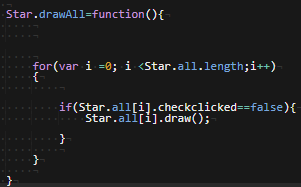 Star.drawAll=function(){
for(var i =0; i <Star.all.length;i++)
{
if(Star.all[i].checkclicked==false){
Star.all[i].draw();
}
}
}